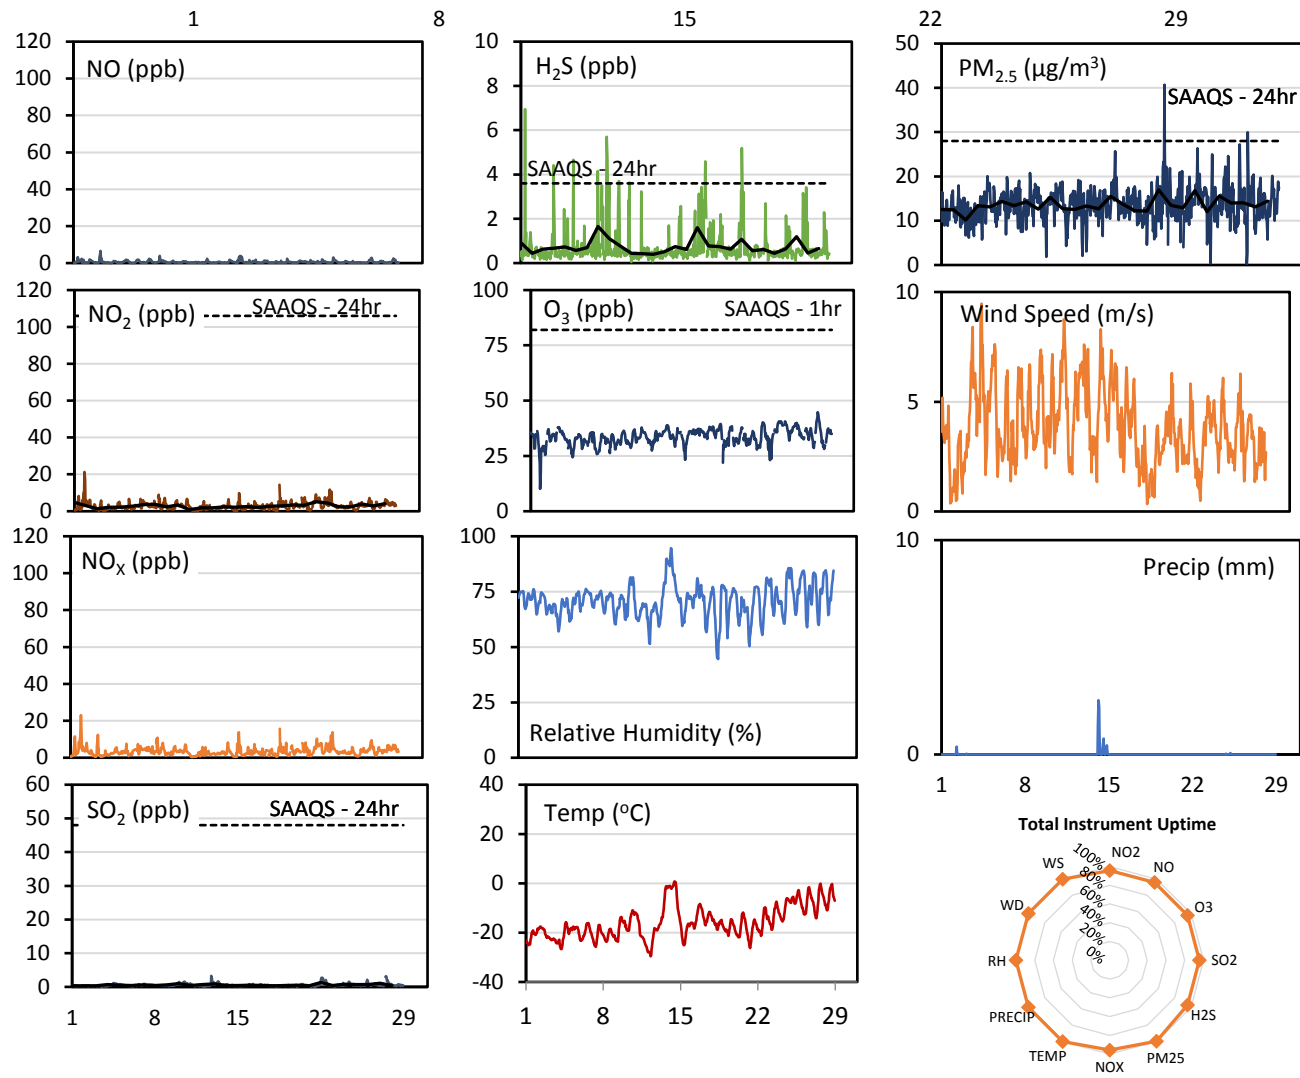 1 8 15 22 29
120
100
80
60
40
20
0
NO (ppb)
10
8
6
4
2
0
H₂S (ppb)
SAAQS - 24hr
50
40
30
20
10
0
PM₂.₅ (µg/m³)
SAAQS - 24hr
120
100
80
60
40
20
0
NO₂ (ppb)
SAAQS - 24hr
100
75
50
25
0
O₃ (ppb)
SAAQS - 1hr
10
5
0
Wind Speed (m/s)
120
100
80
60
40
20
0
NOₓ (ppb)
100
75
50
25
0
Relative Humidity (%)
10
0
Precip (mm)
1 8 15 22 29
60
50
40
30
20
10
0
SO₂ (ppb)
SAAQS - 24hr
1 8 15 22 29
40
20
0
-20
-40
Temp (ºC)
1 8 15 22 29
Total Instrument Uptime
100%
80%
60%
40%
20%
0%
NO2
NO
O3
SO2
H2S
PM25
NOX
TEMP
PRECIP
RH
WD
WS